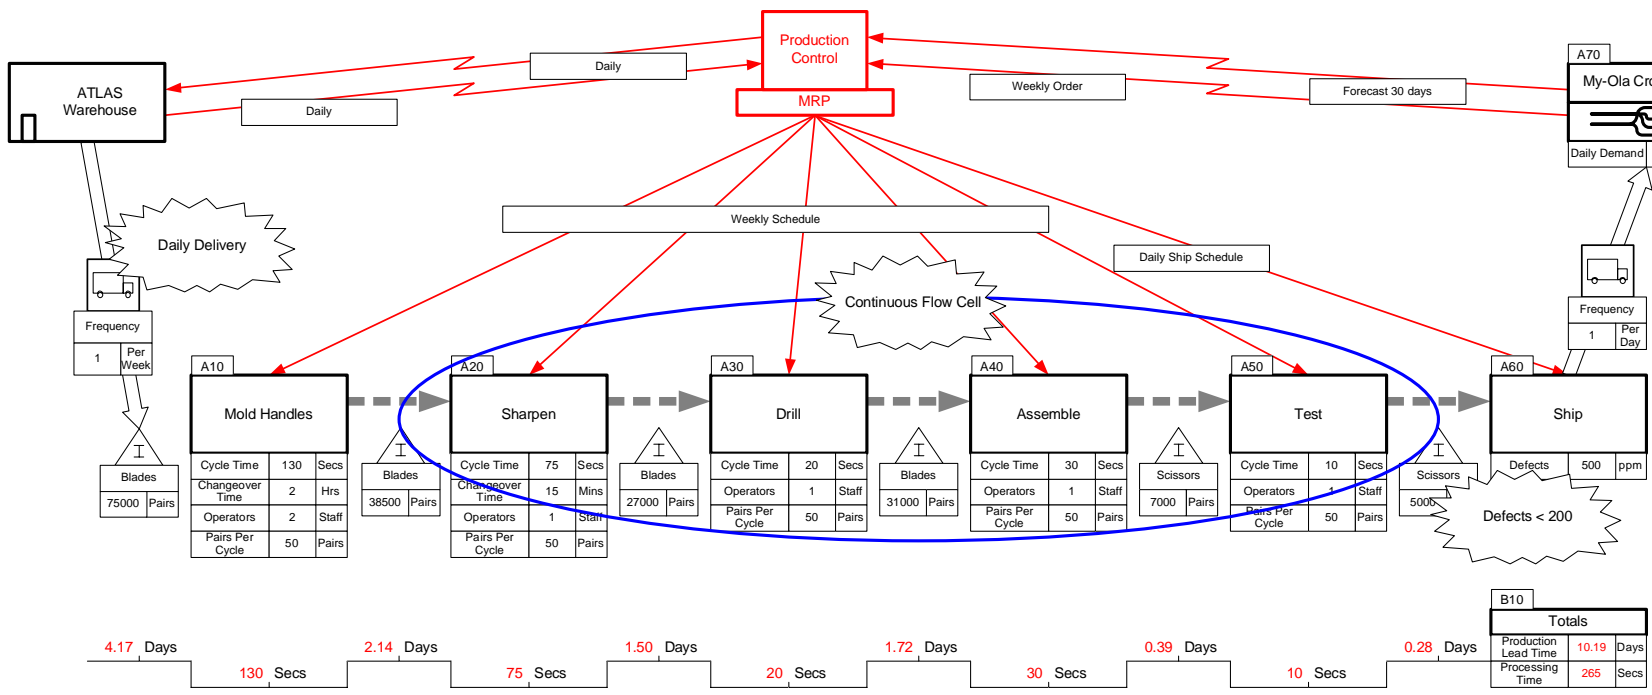 Production
Control
MRP
ATLAS
Warehouse
Daily
Daily
Weekly Order
Forecast 30 days
A70
Daily Demand
Weekly Schedule
Daily Ship Schedule
Daily Delivery
Continuous Flow Cell
Frequency
1 Per Week
Frequency
1 Per Day
A10
Mold Handles
Cycle Time 130 Secs
Changeover Time 2 Hrs
Operators 2 Staff
Pairs Per Cycle 50 Pairs
A20
Sharpen
Cycle Time 75 Secs
Changeover Time 15 Mins
Operators 1 Staff
Pairs Per Cycle 50 Pairs
A30
Drill
Cycle Time 20 Secs
Operators 1 Staff
Pairs Per Cycle 50 Pairs
A40
Assemble
Cycle Time 30 Secs
Operators 1 Staff
Pairs Per Cycle 50 Pairs
A50
Test
Cycle Time 10 Secs
Operators 1 Staff
Pairs Per Cycle 50 Pairs
A60
Ship
Defects 500 ppm
Defects < 200
I
Blades
75000 Pairs
I
Blades
38500 Pairs
I
Blades
27000 Pairs
I
Blades
31000 Pairs
I
Scissors
7000 Pairs
I
Scissors
My-Ola
4.17 Days
130 Secs
2.14 Days
75 Secs
1.50 Days
20 Secs
1.72 Days
30 Secs
0.39 Days
10 Secs
0.28 Days
B10
Totals
Production Lead Time 10.19 Days
Processing Time 265 Secs